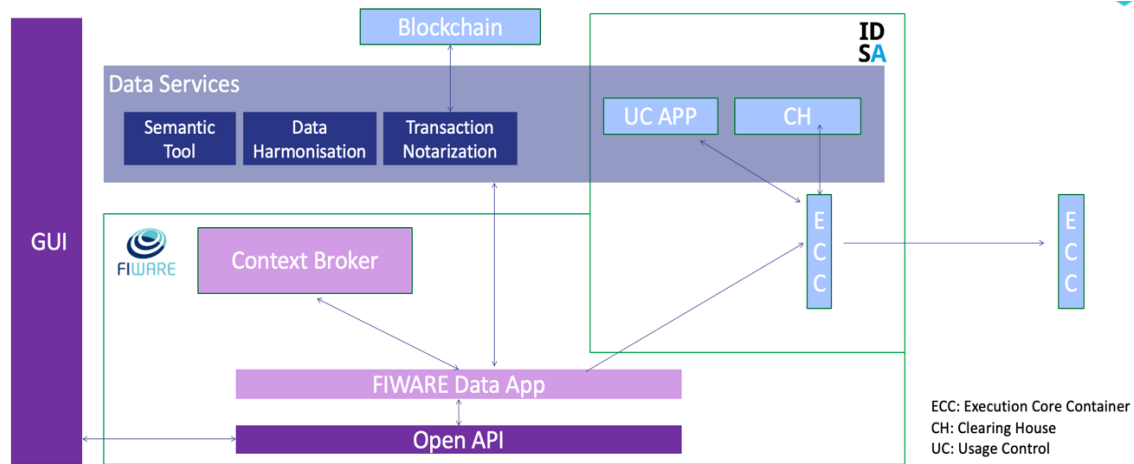 Blockchain
ID
SA
Data Services
Semantic
Tool
Data
Harmonisation
Transaction
Notarization
UC APP
CH
GUI
FIWARE
Context Broker
E
C
C
E
C
C
FIWARE Data App
Open API
ECC: Execution Core Container
CH: Clearing House
UC: Usage Control